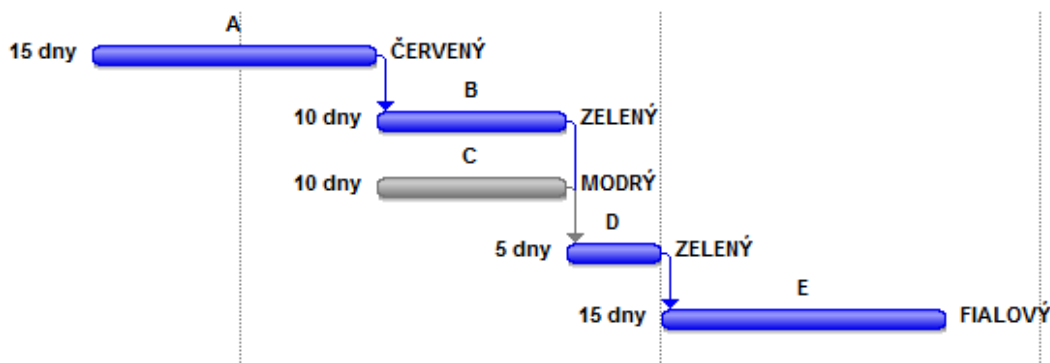 A
15 dny ČERVENÝ
B
10 dny ZELENÝ
C
10 dny MODRÝ
D
5 dny ZELENÝ
E
15 dny FIALOVÝ